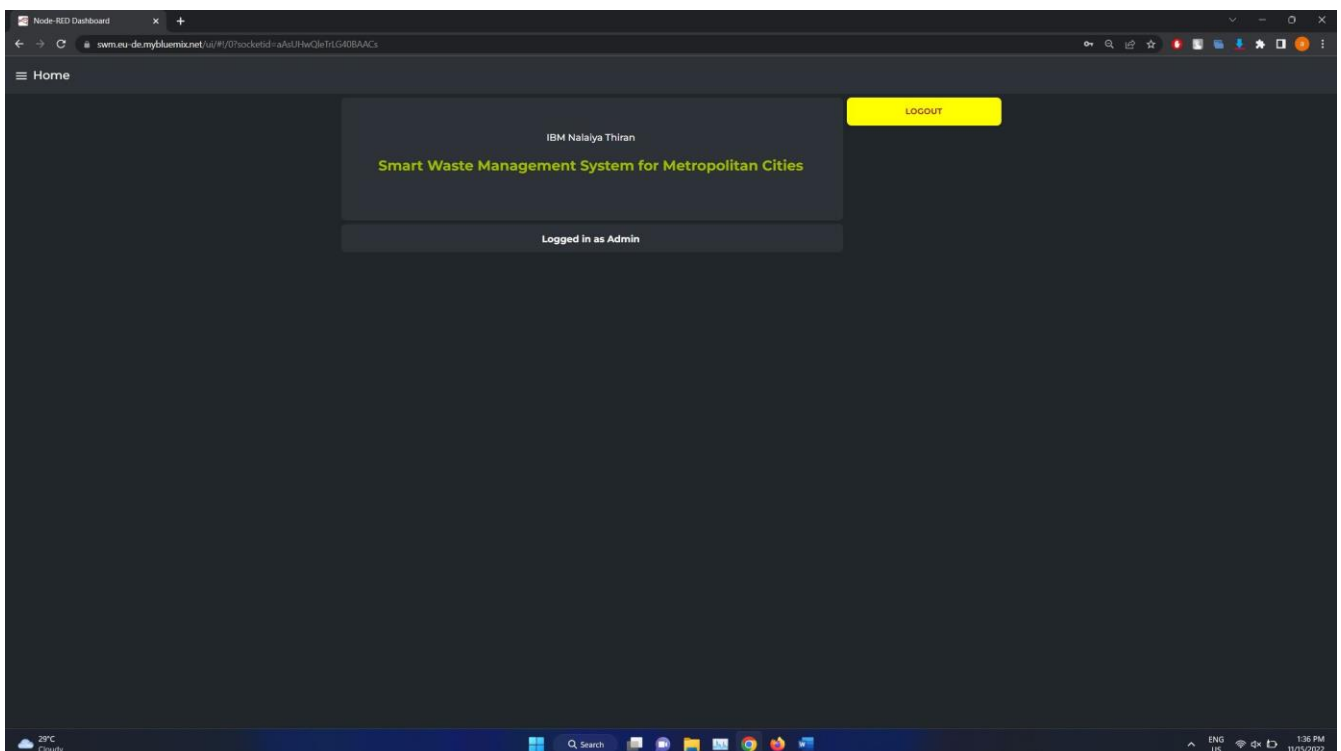 Node-RED Dashboard
swm.eu-de.mybluemix.net/ui/#!/0?socketid=aAsUHwQleTrLG40BAACs
Home
LOGOUT
IBM Nalaiya Thiran
Smart Waste Management System for Metropolitan Cities
Logged in as Admin
29°C
Cloudy
Search
ENG
US
1:36 PM
11/15/2022